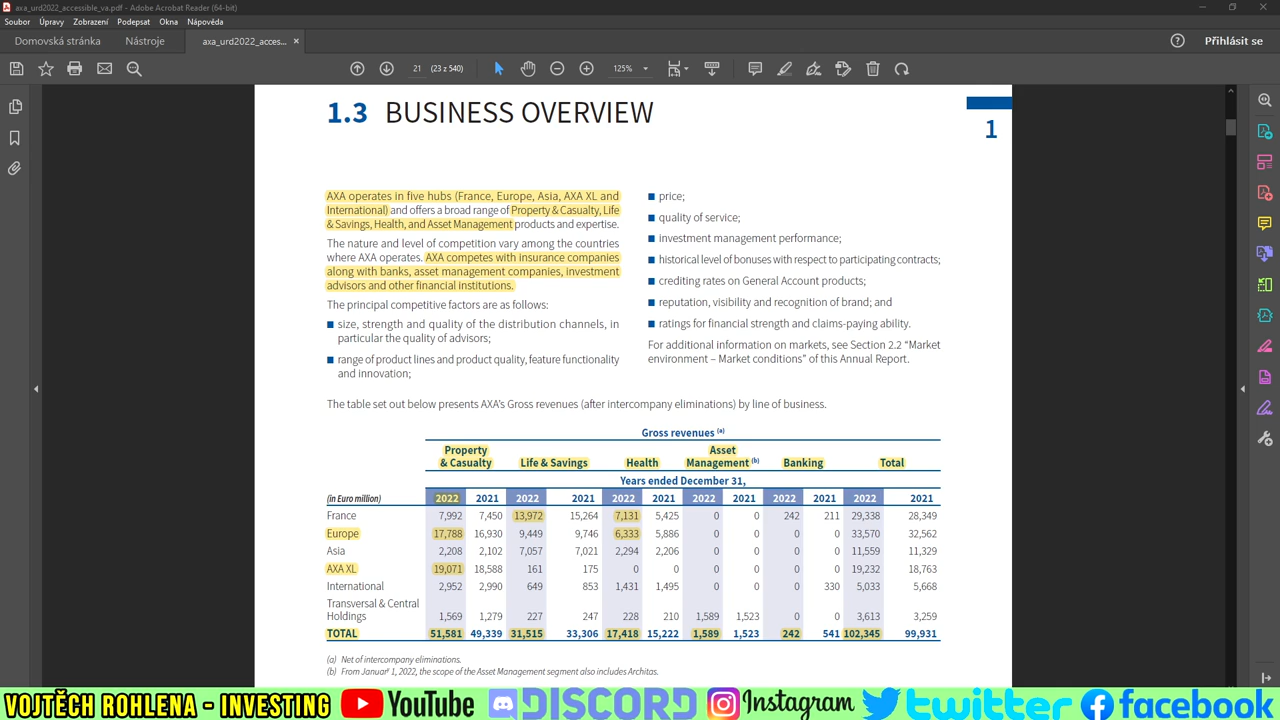 axa_urd2022_accessible_va.pdf - Adobe Acrobat Reader (64-bit)
Soubor Úpravy Zobrazení Podepsat Okna Nápověda
Domovská stránka Nástroje axa_urd2022_acces... × Přihlásit se
21 (23 z 540) 125%
1.3 BUSINESS OVERVIEW
1
AXA operates in five hubs (France, Europe, Asia, AXA XL and
International) and offers a broad range of Property & Casualty, Life
& Savings, Health, and Asset Management products and expertise.
The nature and level of competition vary among the countries
where AXA operates. AXA competes with insurance companies
along with banks, asset management companies, investment
advisors and other financial institutions.
The principal competitive factors are as follows:
■ size, strength and quality of the distribution channels, in
particular the quality of advisors;
■ range of product lines and product quality, feature functionality
and innovation;
■ price;
■ quality of service;
■ investment management performance;
■ historical level of bonuses with respect to participating contracts;
■ crediting rates on General Account products;
■ reputation, visibility and recognition of brand; and
■ ratings for financial strength and claims-paying ability.
For additional information on markets, see Section 2.2 “Market
environment – Market conditions” of this Annual Report.
The table set out below presents AXA's Gross revenues (after intercompany eliminations) by line of business.
Gross revenues (a)
Property & Casualty Life & Savings Health Asset Management (b) Banking Total
Years ended December 31,
(in Euro million) 2022 2021 2022 2021 2022 2021 2022 2021 2022 2021 2022 2021
France 7,992 7,450 13,972 15,264 7,131 5,425 0 0 242 211 29,338 28,349
Europe 17,788 16,930 9,449 9,746 6,333 5,886 0 0 0 0 33,570 32,562
Asia 2,208 2,102 7,057 7,021 2,294 2,206 0 0 0 0 11,559 11,329
AXA XL 19,071 18,588 161 175 0 0 0 0 0 0 19,232 18,763
International 2,952 2,990 649 853 1,431 1,495 0 0 0 330 5,033 5,668
Transversal & Central
Holdings 1,569 1,279 227 247 228 210 1,589 1,523 0 0 3,613 3,259
TOTAL 51,581 49,339 31,515 33,306 17,418 15,222 1,589 1,523 242 541 102,345 99,931
(a) Net of intercompany eliminations.
(b) From January 1, 2022, the scope of the Asset Management segment also includes Architas.
VOJTĚCH ROHLENA - INVESTING YouTube DISCORD Instagram twitter facebook